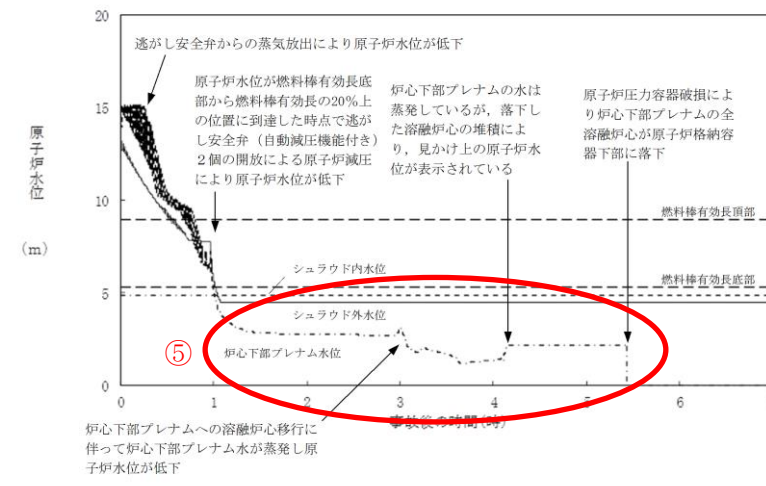 20
15
10
5
0
原
子
炉
水
位
(m)
逃がし安全弁からの蒸気放出により原子炉水位が低下
原子炉水位が燃料棒有効長底
部から燃料棒有効長の20％上
の位置に到達した時点で逃が
し安全弁（自動減圧機能付き）
２個の開放による原子炉減圧
により原子炉水位が低下
炉心下部プレナムの水は
蒸発しているが，落下し
た溶融炉心の堆積によ
り，見かけ上の原子炉水
位が表示されている
原子炉圧力容器破損によ
り炉心下部プレナムの全
溶融炉心が原子炉格納容
器下部に落下
燃料棒有効長頂部
シュラウド内水位
燃料棒有効長底部
シュラウド外水位
⑤
炉心下部プレナム水位
0 1 2 3 4 5 6
事故後の時間(時)
炉心下部プレナムへの溶融炉心移行に
伴って炉心下部プレナム水が蒸発し原
子炉水位が低下